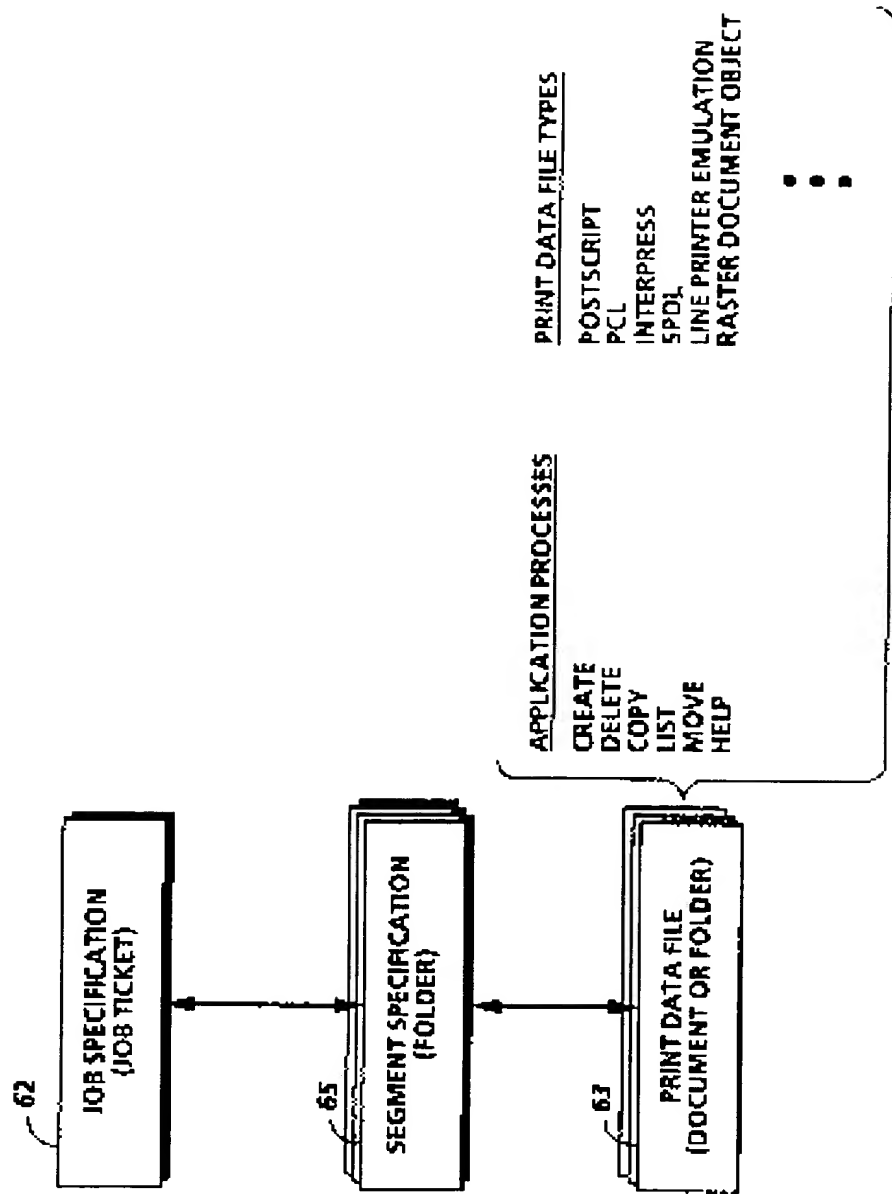 62
JOB SPECIFICATION
(JOB TICKET)
65
SEGMENT SPECIFICATION
(FOLDER)
63
PRINT DATA FILE
(DOCUMENT OR FOLDER)
APPLICATION PROCESSES
CREATE
DELETE
COPY
LIST
MOVE
HELP
PRINT DATA FILE TYPES
POSTSCRIPT
PCL
INTERPRESS
SPDL
LINE PRINTER EMULATION
RASTER DOCUMENT OBJECT